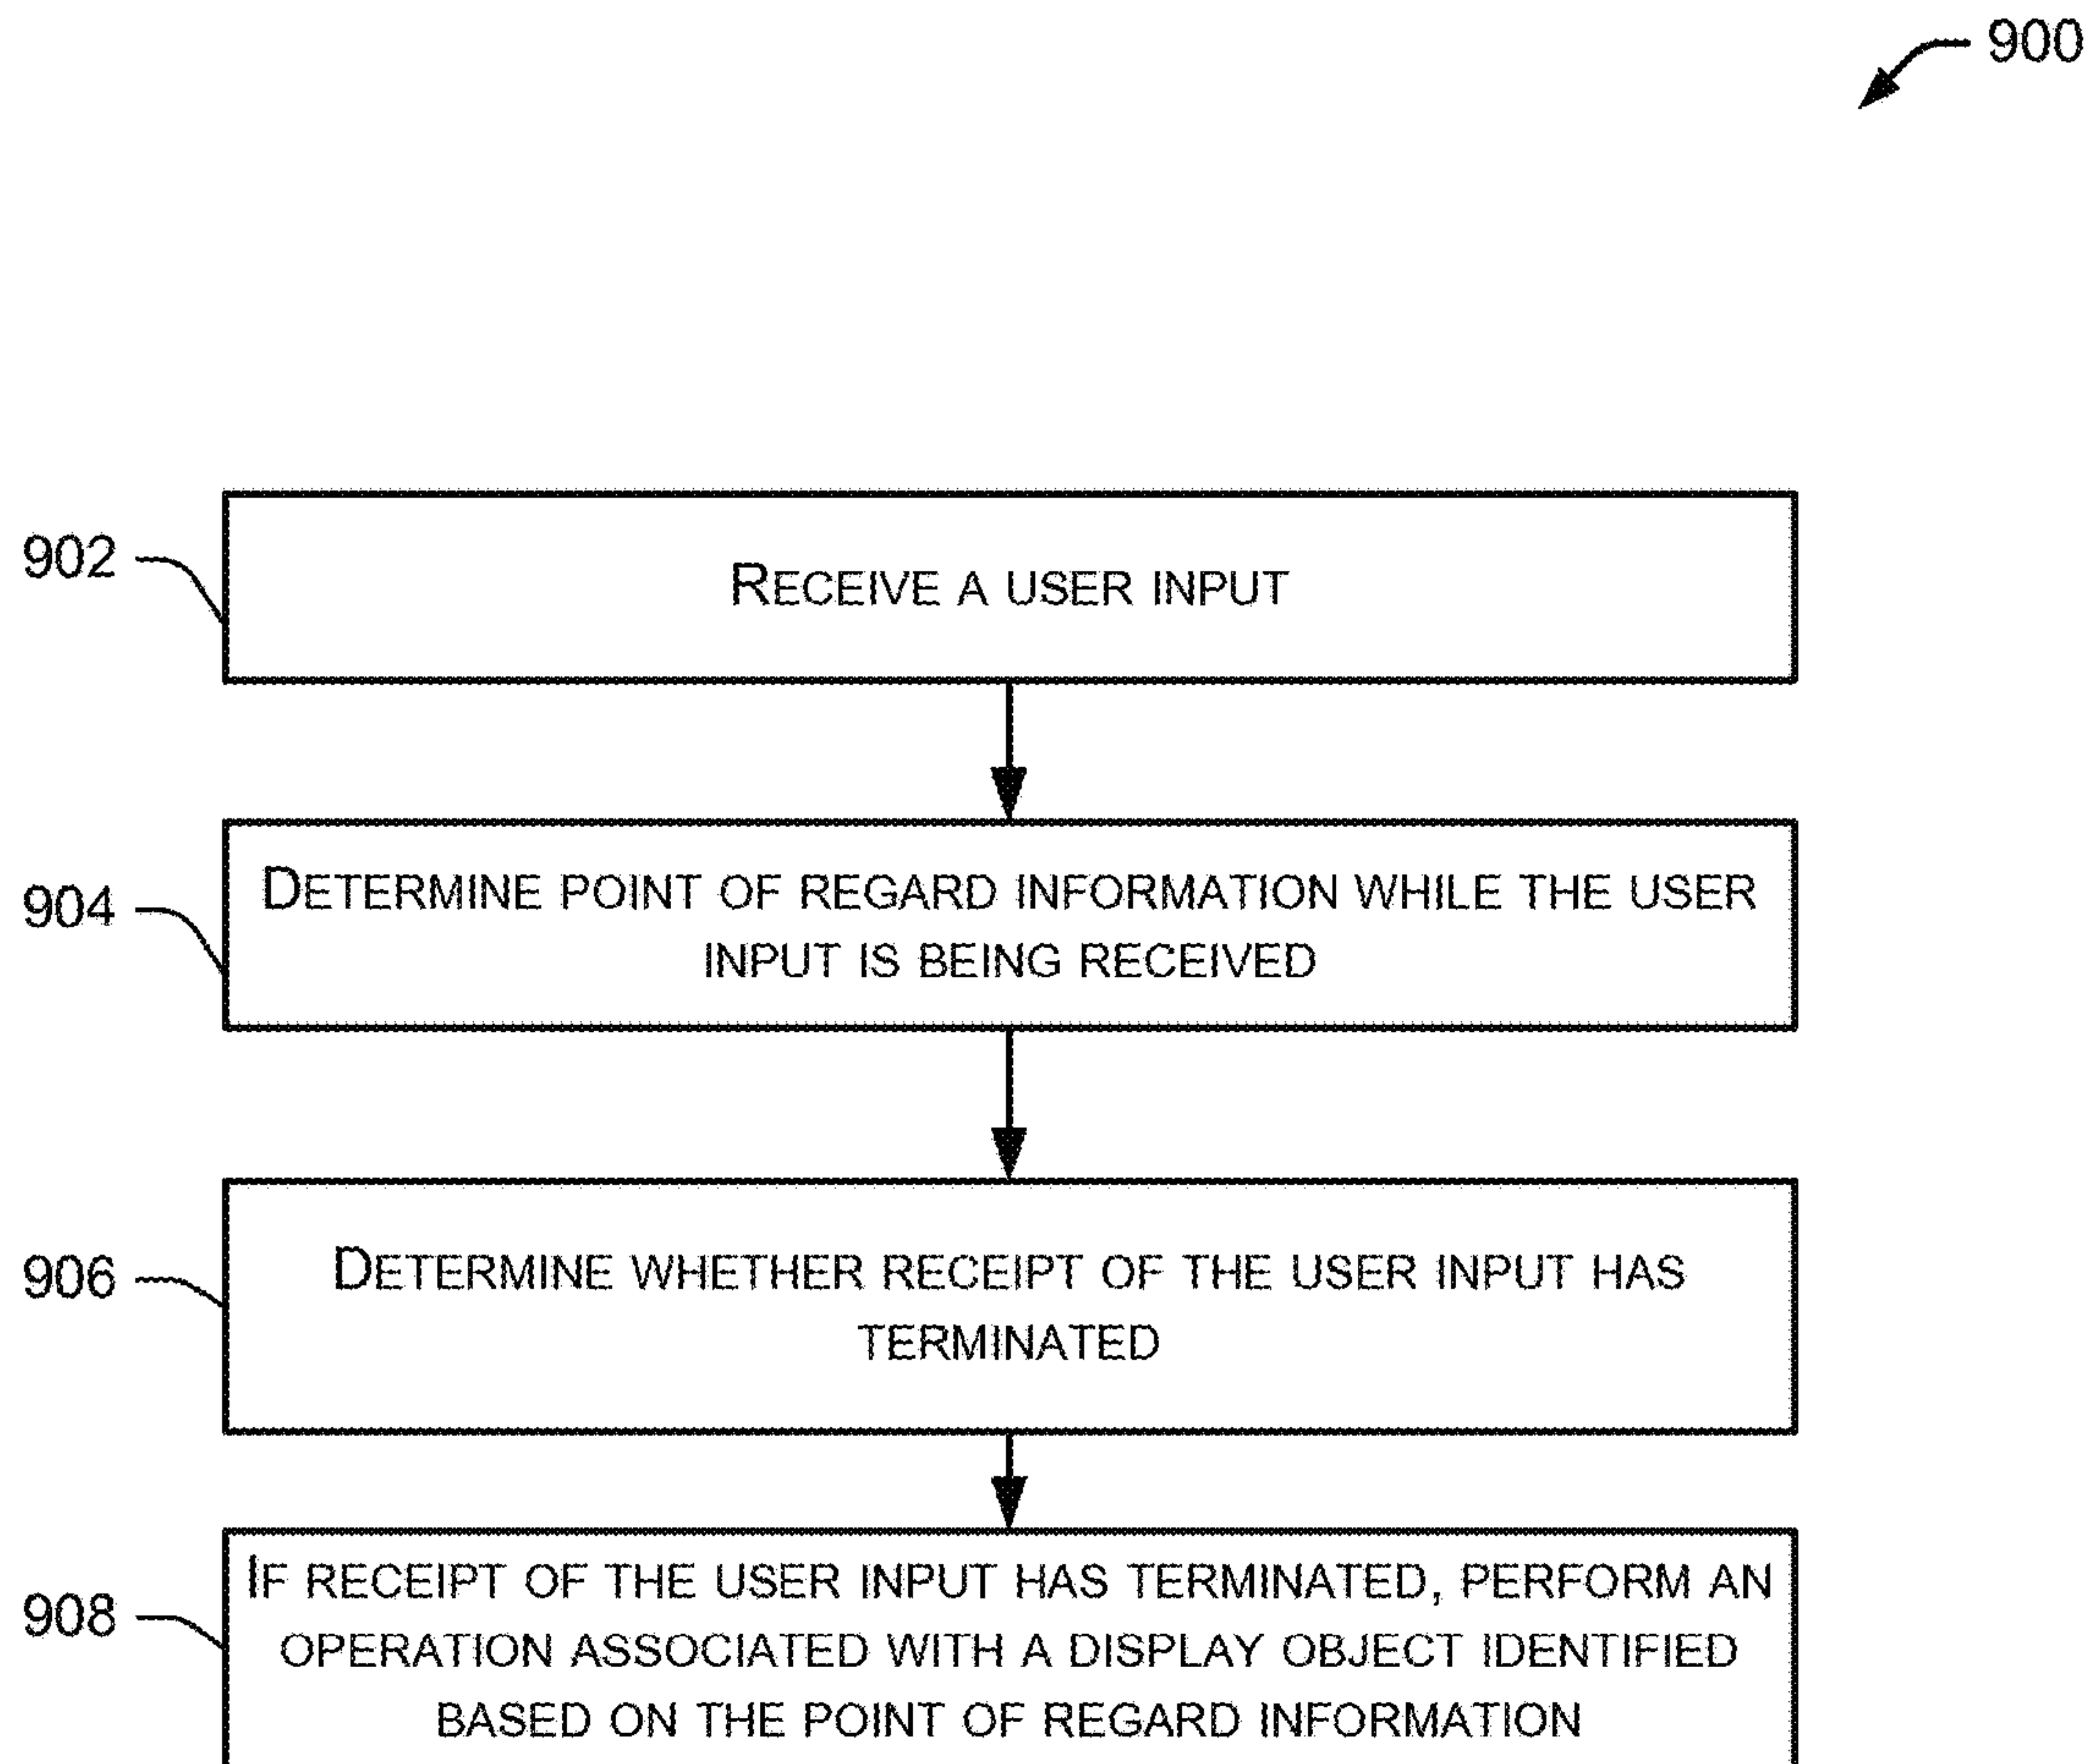 900
902
RECEIVE A USER INPUT
904
DETERMINE POINT OF REGARD INFORMATION WHILE THE USER
INPUT IS BEING RECEIVED
906
DETERMINE WHETHER RECEIPT OF THE USER INPUT HAS
TERMINATED
908
IF RECEIPT OF THE USER INPUT HAS TERMINATED, PERFORM AN
OPERATION ASSOCIATED WITH A DISPLAY OBJECT IDENTIFIED
BASED ON THE POINT OF REGARD INFORMATION